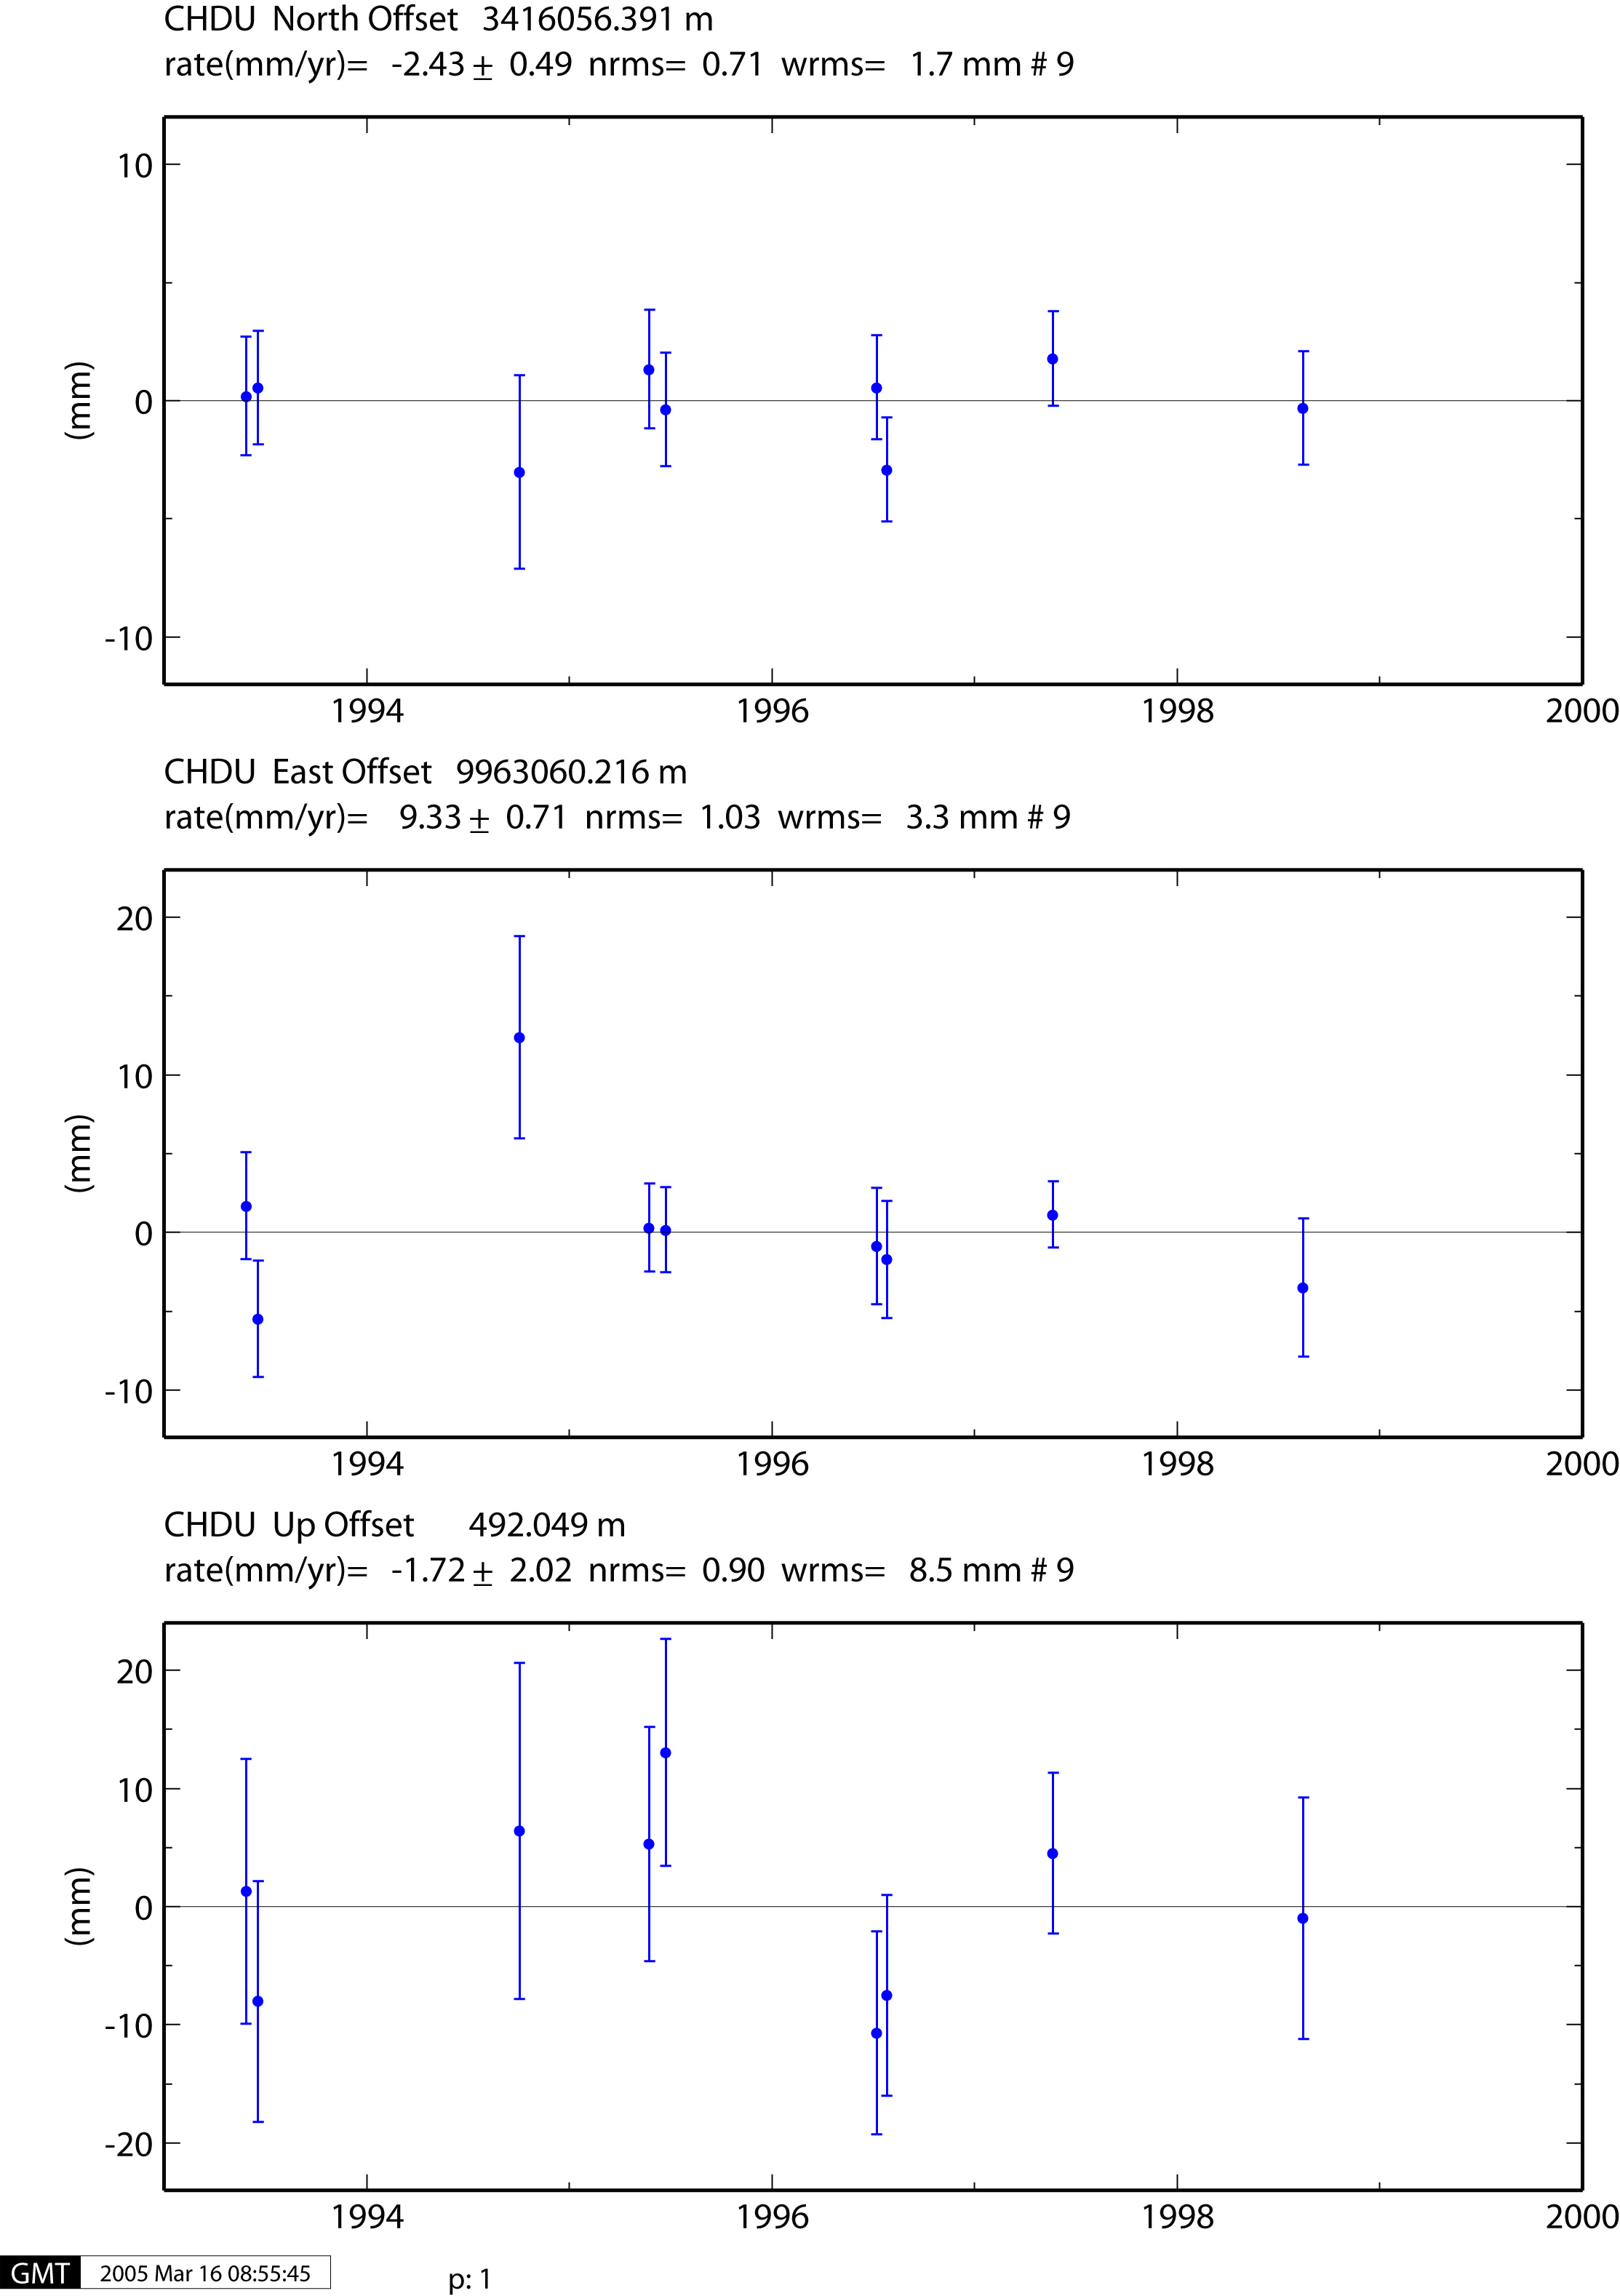 CHDU North Offset 3416056.391 m
rate(mm/yr)= -2.43 ± 0.49 nrms= 0.71 wrms= 1.7 mm # 9
10
0
-10
(mm)
1994 1996 1998 2000
CHDU East Offset 9963060.216 m
rate(mm/yr)= 9.33 ± 0.71 nrms= 1.03 wrms= 3.3 mm # 9
20
10
0
-10
(mm)
1994 1996 1998 2000
CHDU Up Offset 492.049 m
rate(mm/yr)= -1.72 ± 2.02 nrms= 0.90 wrms= 8.5 mm # 9
20
10
0
-10
-20
(mm)
1994 1996 1998 2000
GMT 2005 Mar 16 08:55:45 p: 1